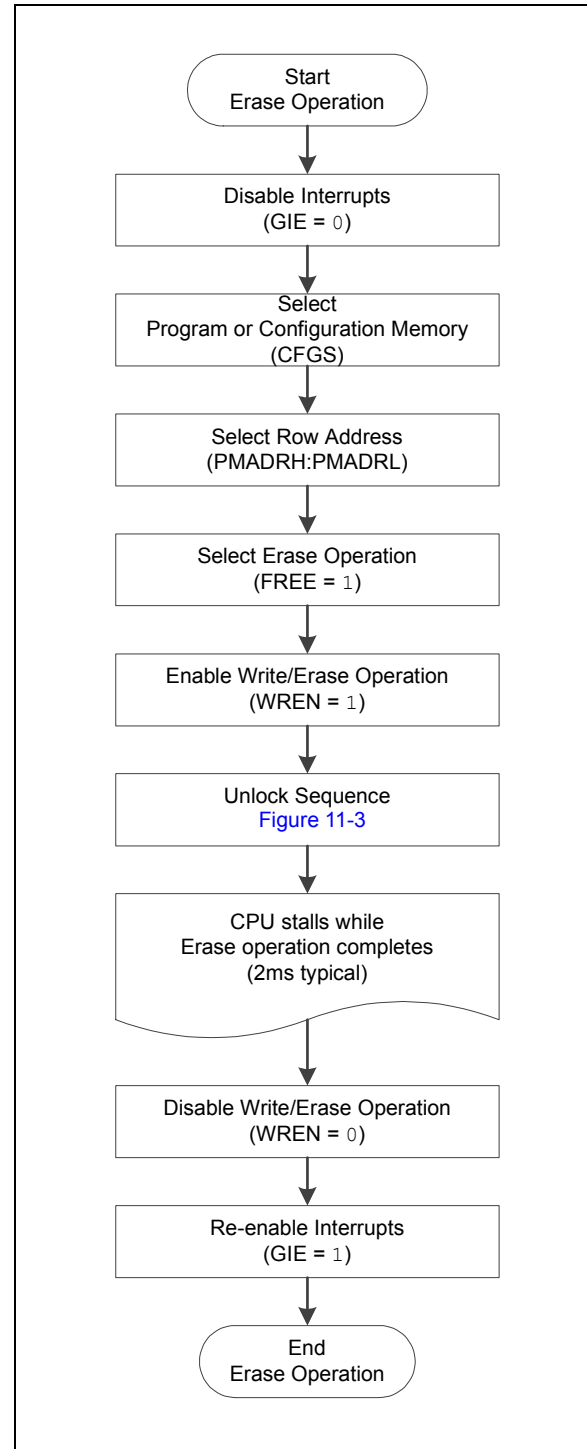 Start
Erase Operation
Disable Interrupts
(GIE = 0)
Select
Program or Configuration Memory
(CFGS)
Select Row Address
(PMADRH:PMADRL)
Select Erase Operation
(FREE = 1)
Enable Write/Erase Operation
(WREN = 1)
Unlock Sequence
Figure 11-3
CPU stalls while
Erase operation completes
(2ms typical)
Disable Write/Erase Operation
(WREN = 0)
Re-enable Interrupts
(GIE = 1)
End
Erase Operation